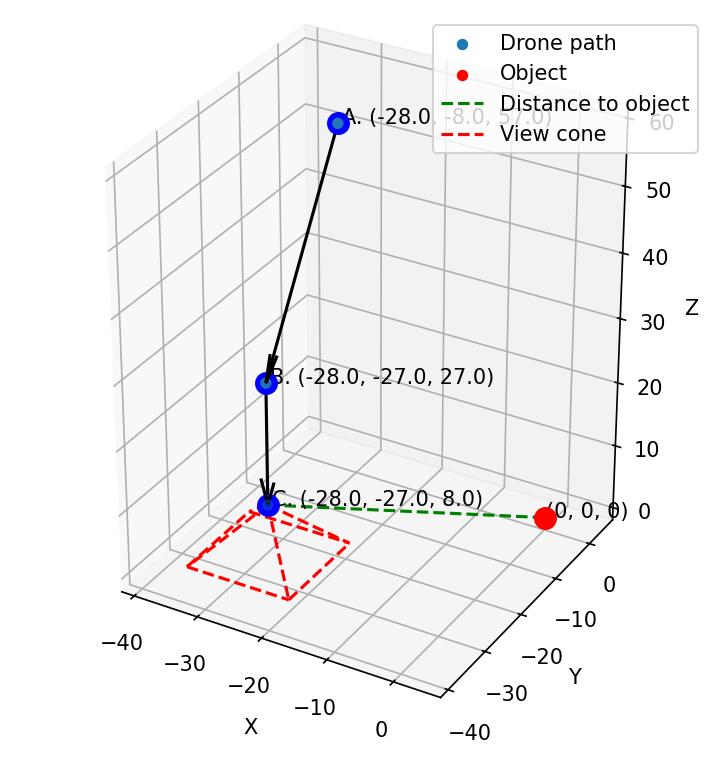 Drone path
Object
Distance to object
View cone
A. (-28.0, -8.0, 57.0)
B. (-28.0, -27.0, 27.0)
C. (-28.0, -27.0, 8.0)
(0, 0, 0)
60
50
40
30
20
10
0
Z
−40
−30
−20
−10
0
X
0
−10
−20
−30
−40
Y